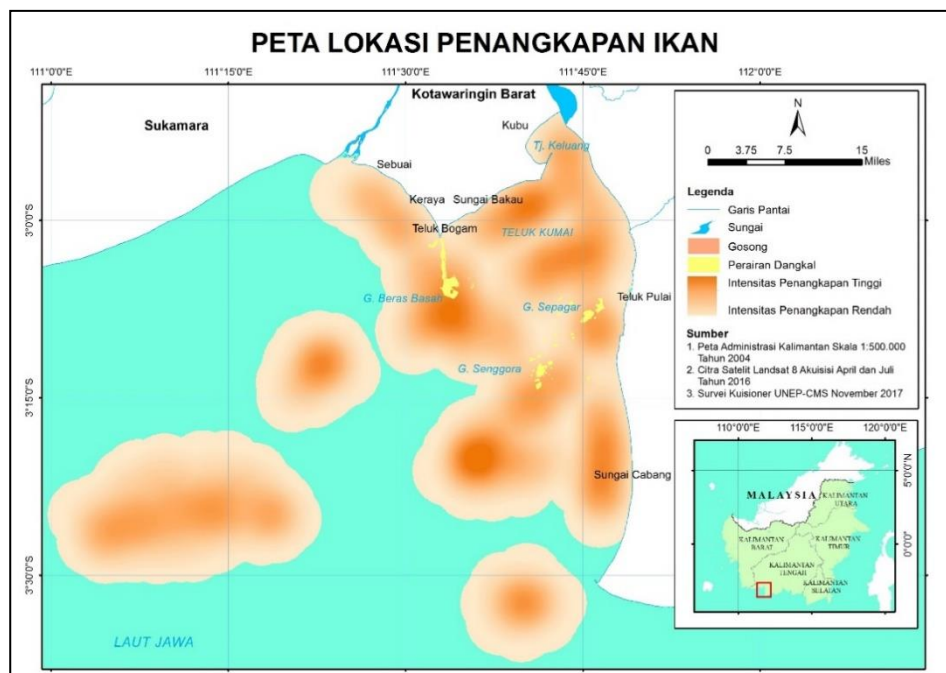 PETA LOKASI PENANGKAPAN IKAN
111°0'0"E
111°15'0"E
111°30'0"E
111°45'0"E
112°0'0"E
Kotawaringin Barat
Sukamara
Kubu
Tj. Keluang
Sebuai
Keraya
Sungai Bakau
3°0'0"S
Teluk Bogam
TELUK KUMAI
G. Beras Basah
G. Sepagar
Teluk Pulai
G. Senggora
3°15'0"S
Sungai Cabang
3°30'0"S
LAUT JAWA
N
0 3.75 7.5 15
Miles
Legenda
Garis Pantai
Sungai
Gosong
Perairan Dangkal
Intensitas Penangkapan Tinggi
Intensitas Penangkapan Rendah
Sumber
1. Peta Administrasi Kalimantan Skala 1:500.000
Tahun 2004
2. Citra Satelit Landsat 8 Akuisisi April dan Juli
Tahun 2016
3. Survei Kuisioner UNEP-CMS November 2017
110°0'0"E
115°0'0"E
120°0'0"E
5°0'0"N
0°0'0"
MALAYSIA
KALIMANTAN
UTARA
KALIMANTAN
BARAT
KALIMANTAN
TIMUR
KALIMANTAN
TENGAH
KALIMANTAN
SELATAN